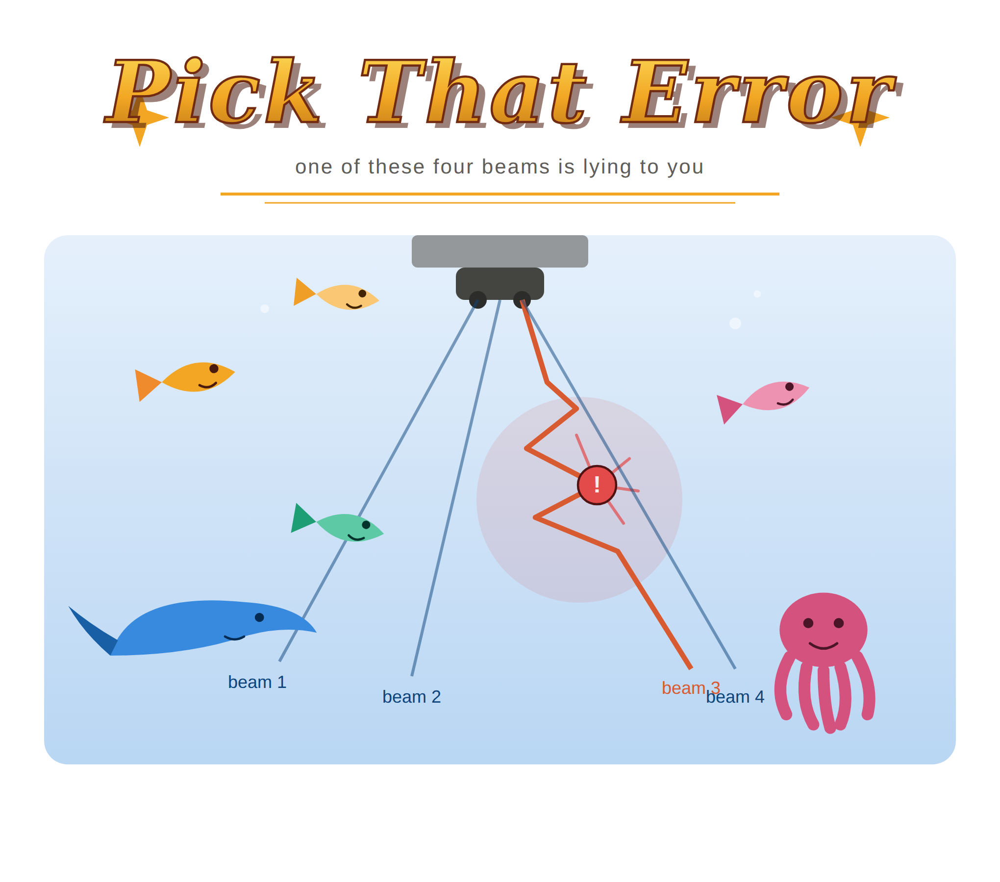 Pick That Error
one of these four beams is lying to you
!
beam 1
beam 2
beam 3
beam 4